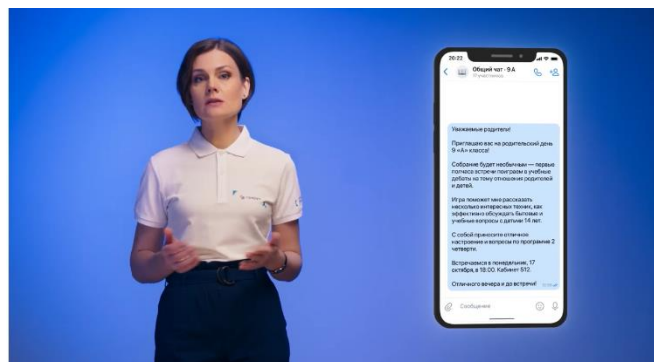 20:22
Общий чат · 9 А
Уважаемые родители!
Приглашаю вас на родительский день
9 «А» класса!
Собрание будет необычным — первые
полчаса встречи поиграем в учебные
дебаты на тему отношения родителей
и детей.
Игра поможет мне рассказать
несколько интересных техник, как
эффективно обсуждать бытовые и
учебные вопросы с детьми 14 лет.
С собой приносите отличное
настроение и вопросы по программе 2
четверти.
Встречаемся в понедельник, 17
октября, в 18:00. Кабинет 512.
Отличного вечера и до встречи!
Сообщение